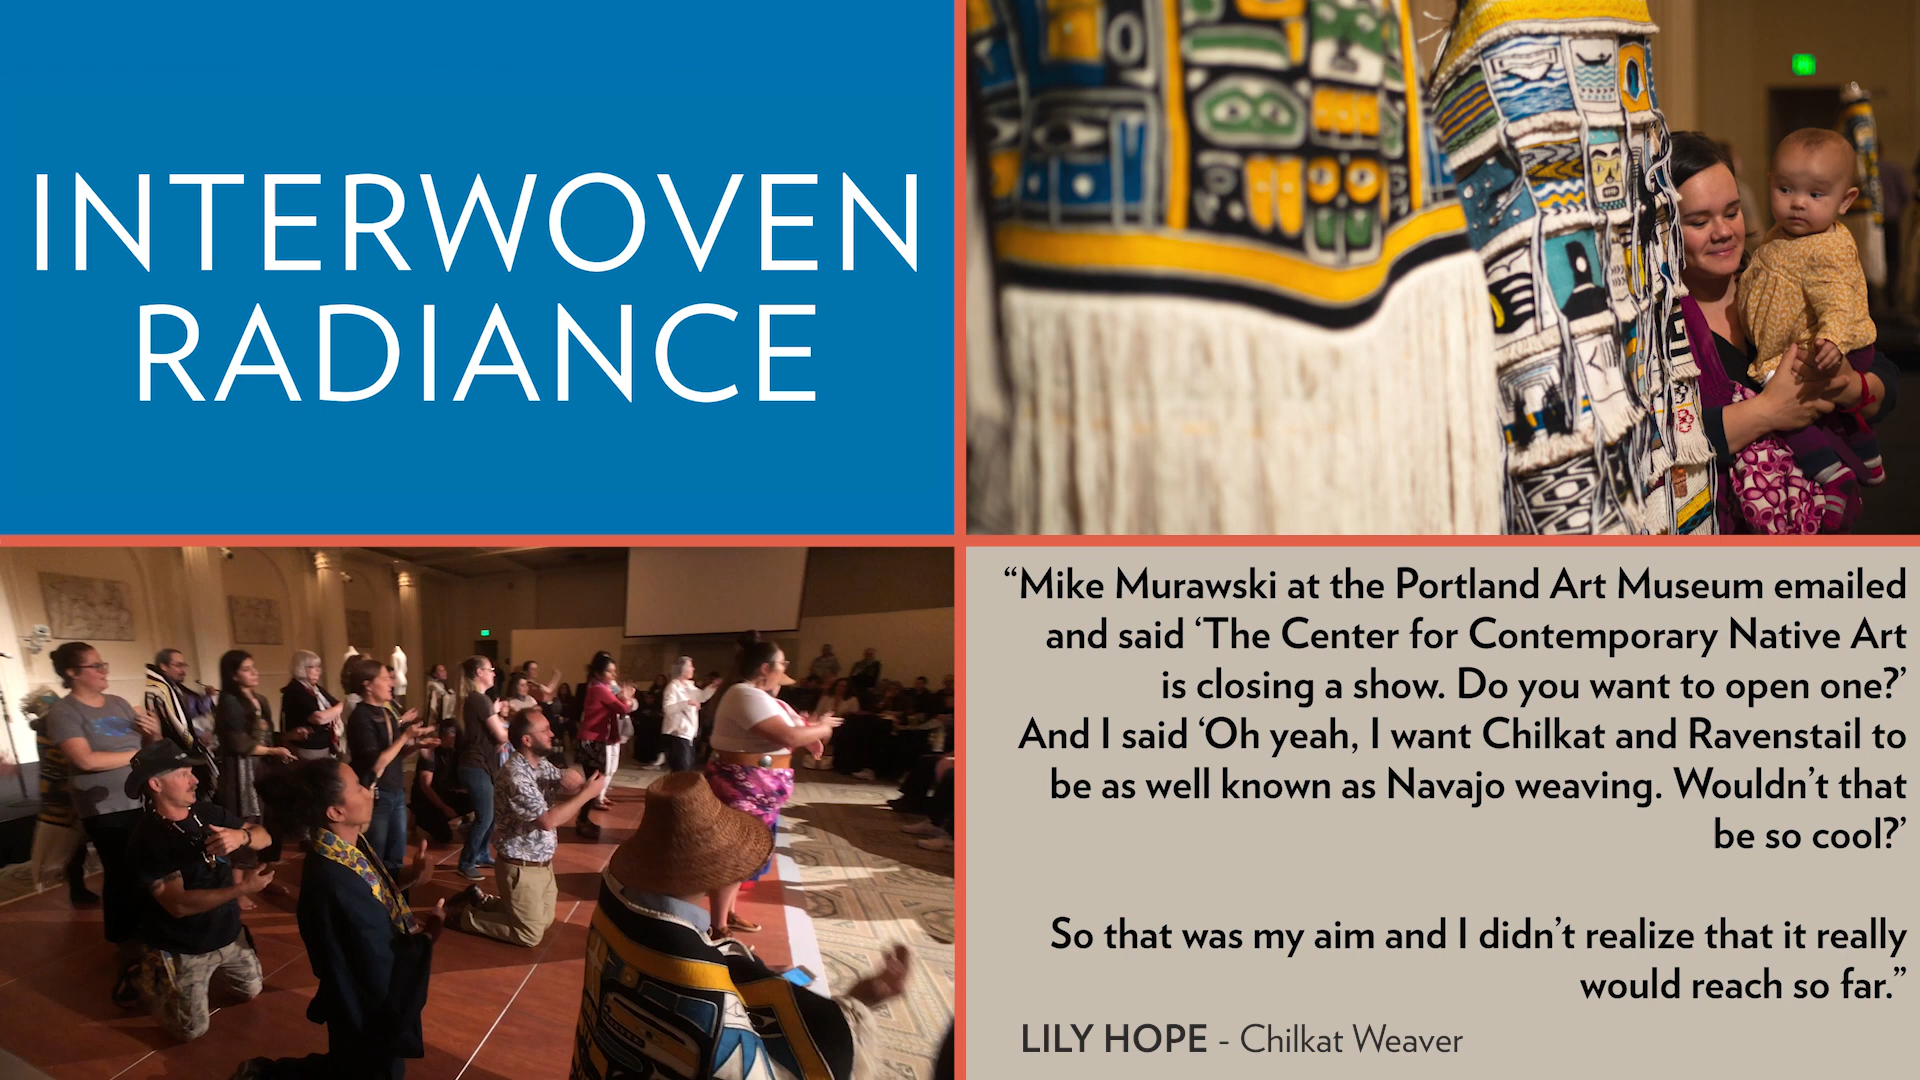 INTERWOVEN
RADIANCE
“Mike Murawski at the Portland Art Museum emailed
and said ‘The Center for Contemporary Native Art
is closing a show. Do you want to open one?’
And I said ‘Oh yeah, I want Chilkat and Ravenstail to
be as well known as Navajo weaving. Wouldn’t that
be so cool?’
So that was my aim and I didn’t realize that it really
would reach so far.”
LILY HOPE - Chilkat Weaver